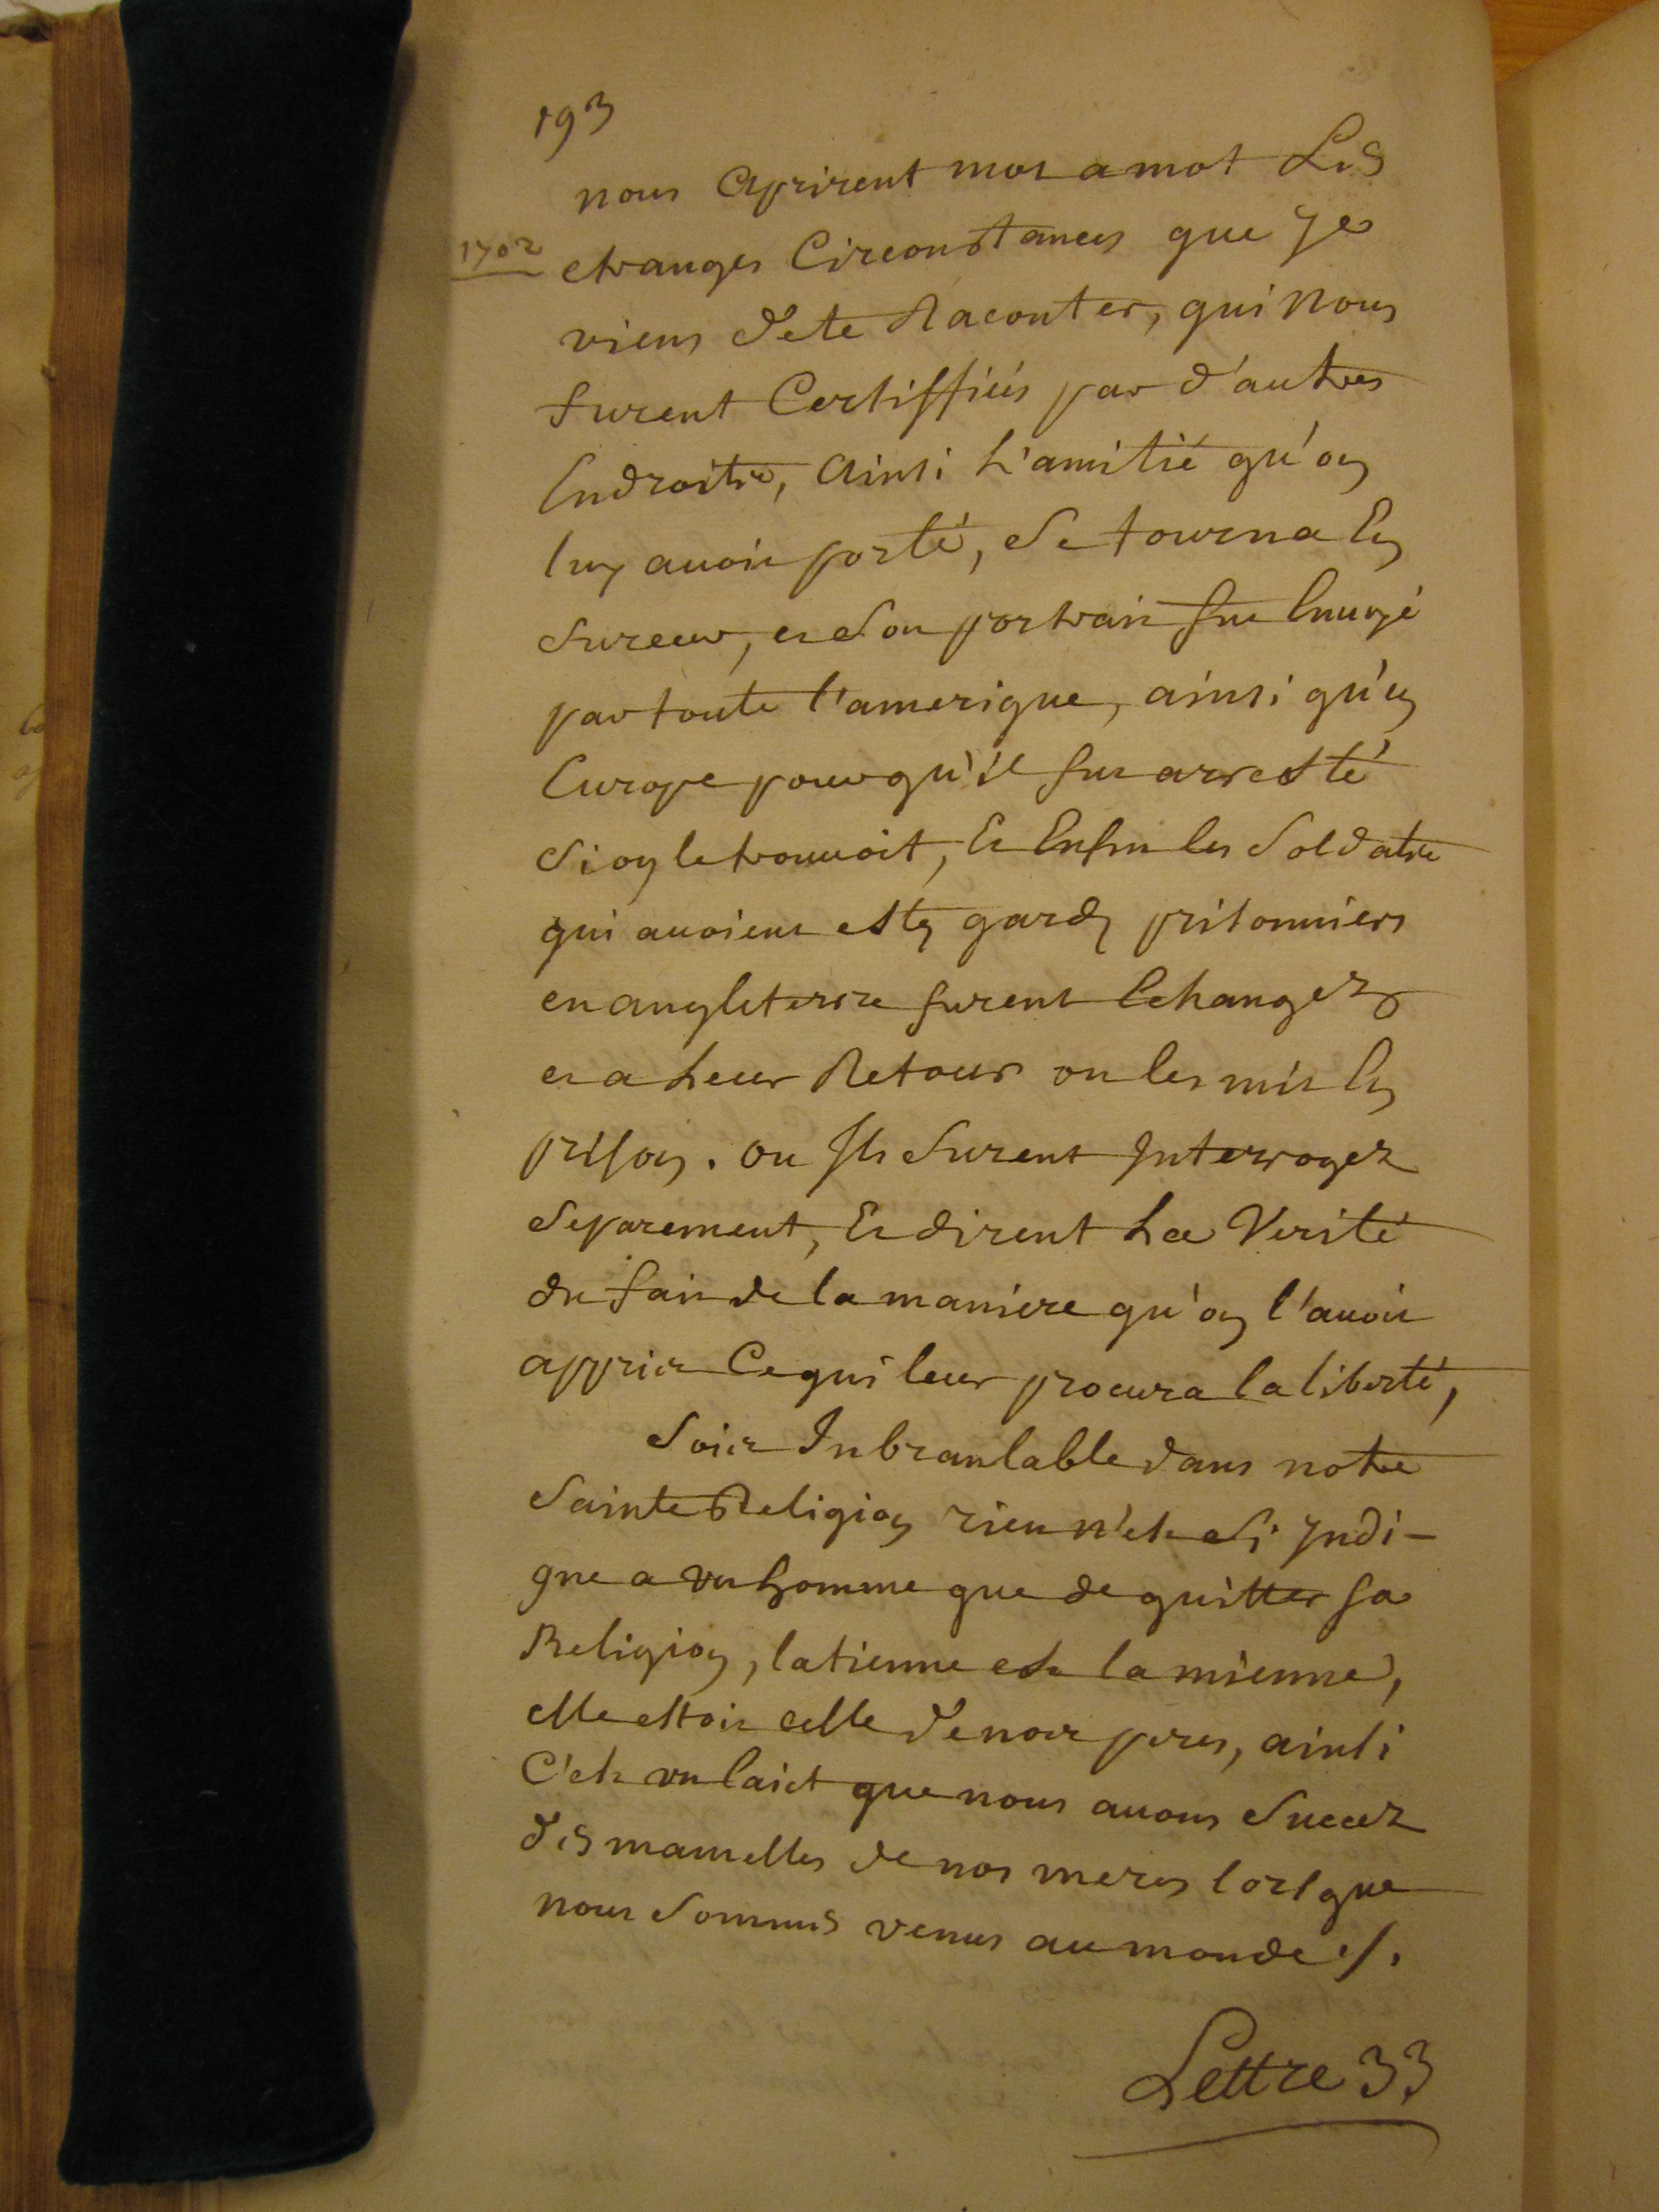 193
nous aprirent mot a mot Les
1702
etranges Circonstances que Je
viens de te Raconter, qui nous
furent Certiffiés par d'autres
Endroits, Ainsi L'amitié qu'on
luy avoit porté, se tourna En
fureur, et son portrait fut Envoyé
par toute l'amerique, ainsi qu'en
Europe pour qu'il fut arresté
si on le trouvoit, Et Enfin les soldats
qui avoient esté gardé prisonniers
en angleterre furent Echangez
et a Leur Retour on les mit En
prison. ou Ils furent Interrogez
separement, Et dirent La Verité
du fait de la maniere qu'on l'avoit
appris Ce qui leur procura la liberté,
Sois Inbranlable dans notre
Sainte Religion rien n'est si Indi-
gne a un homme que de quitter sa
Religion, la tienne est la mienne,
elle estoit celle de nos peres, ainsi
C'est un laict que nous avons succez
des mamelles de nos meres lorsque
nous sommes venus au monde ./.
Lettre 33